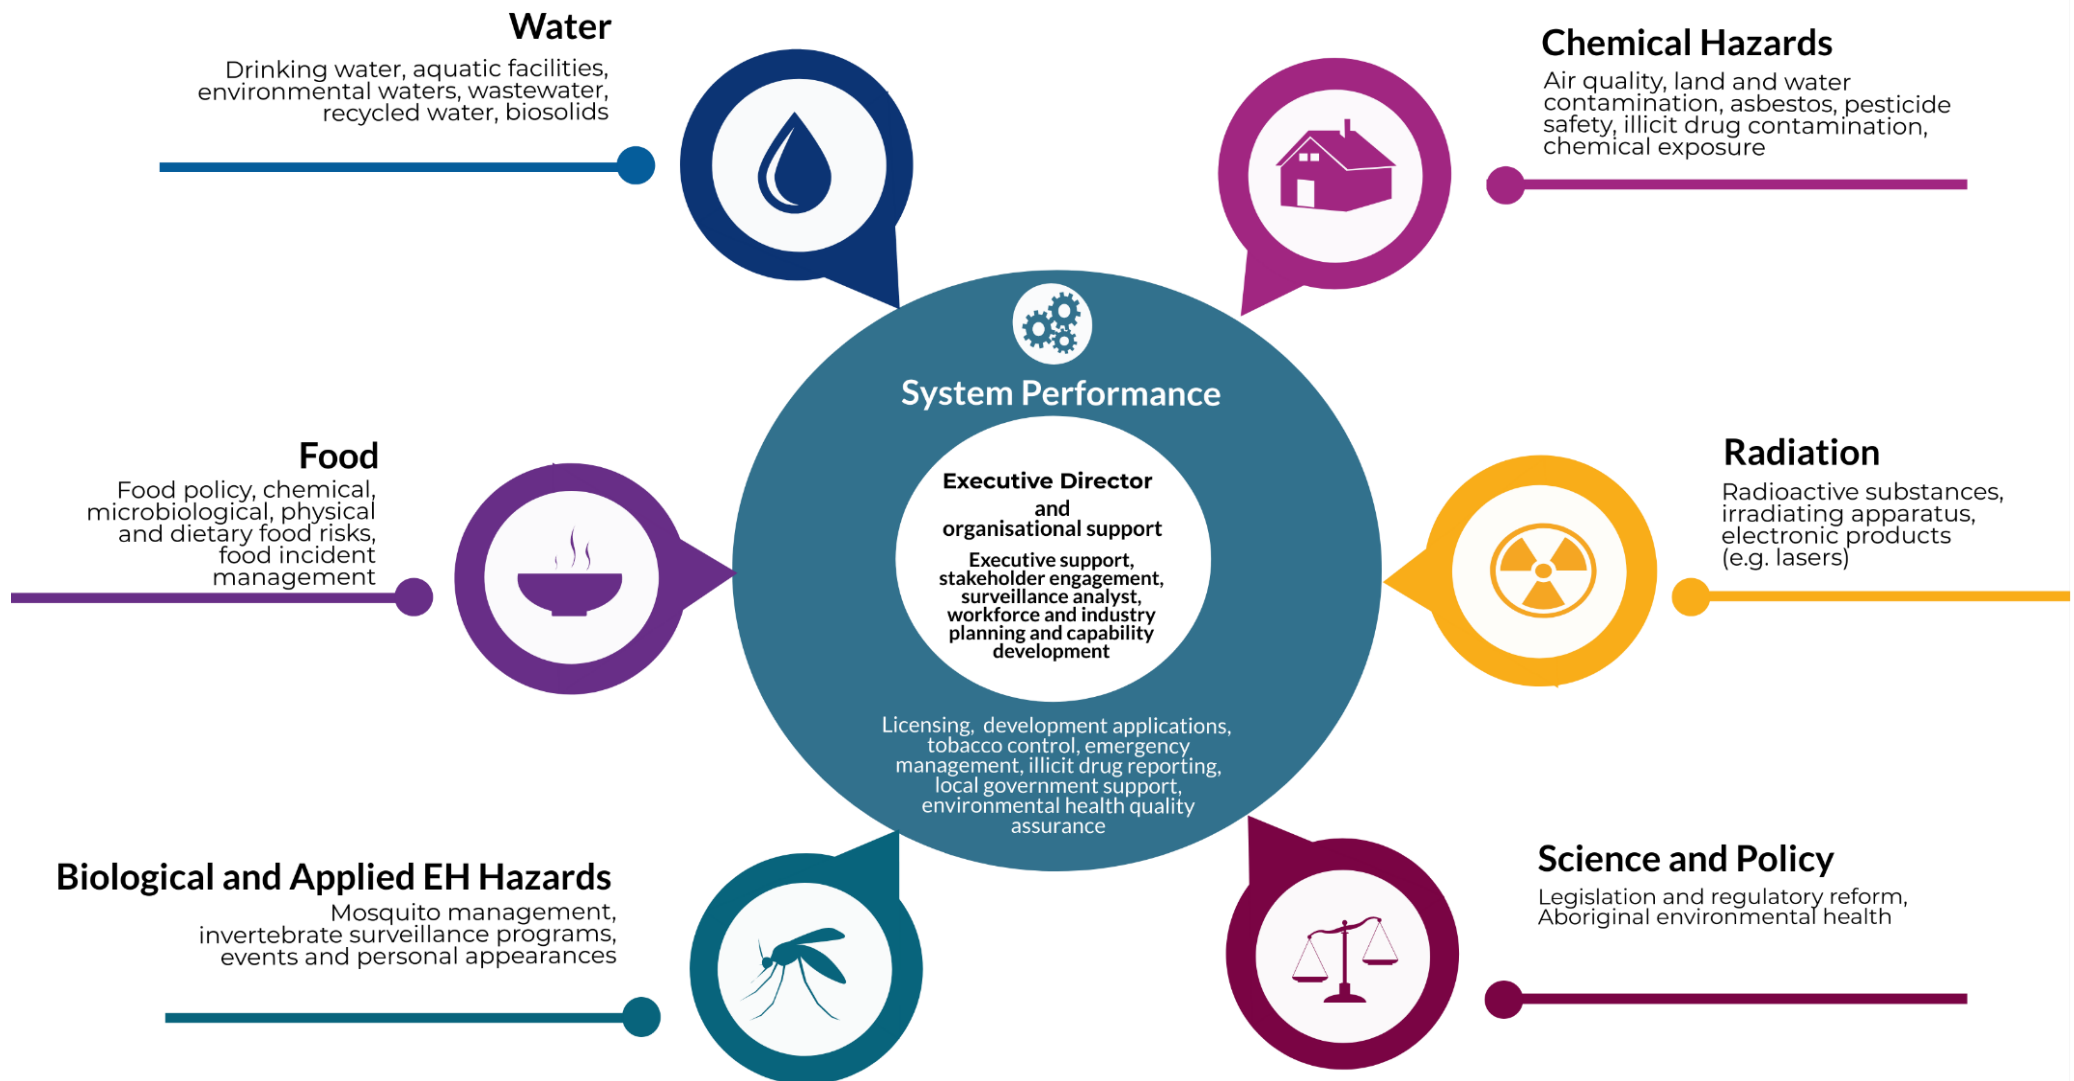 Water
Drinking water, aquatic facilities,
environmental waters, wastewater,
recycled water, biosolids
Chemical Hazards
Air quality, land and water
contamination, asbestos, pesticide
safety, illicit drug contamination,
chemical exposure
System Performance
Executive Director
and
organisational support
Executive support,
stakeholder engagement,
surveillance analyst,
workforce and industry
planning and capability
development
Licensing, development applications,
tobacco control, emergency
management, illicit drug reporting,
local government support,
environmental health quality
assurance
Food
Food policy, chemical,
microbiological, physical
and dietary food risks,
food incident
management
Radiation
Radioactive substances,
irradiating apparatus,
electronic products
(e.g. lasers)
Biological and Applied EH Hazards
Mosquito management,
invertebrate surveillance programs,
events and personal appearances
Science and Policy
Legislation and regulatory reform,
Aboriginal environmental health